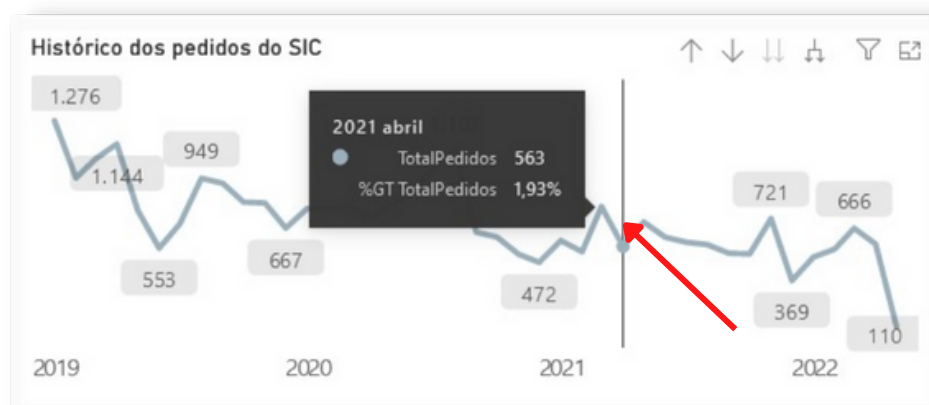 Histórico dos pedidos do SIC
1.276
1.144
949
553
667
2021 abril
TotalPedidos 563
%GT TotalPedidos 1,93%
472
721
666
369
110
2019 2020 2021 2022